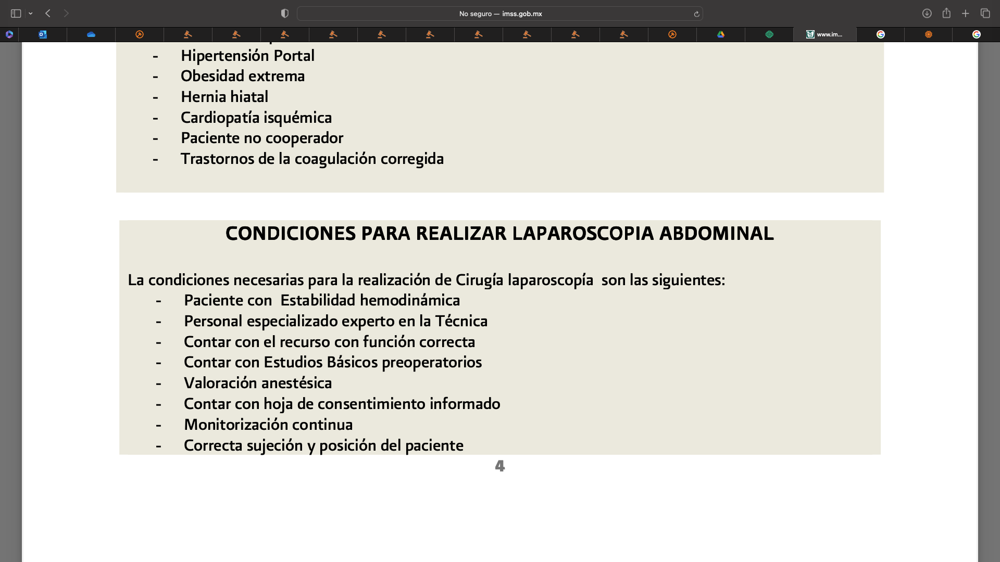 No seguro — imss.gob.mx
www.im...
- Hipertensión Portal
- Obesidad extrema
- Hernia hiatal
- Cardiopatía isquémica
- Paciente no cooperador
- Trastornos de la coagulación corregida
CONDICIONES PARA REALIZAR LAPAROSCOPIA ABDOMINAL
La condiciones necesarias para la realización de Cirugía laparoscopía  son las siguientes:
- Paciente con  Estabilidad hemodinámica
- Personal especializado experto en la Técnica
- Contar con el recurso con función correcta
- Contar con Estudios Básicos preoperatorios
- Valoración anestésica
- Contar con hoja de consentimiento informado
- Monitorización continua
- Correcta sujeción y posición del paciente
4